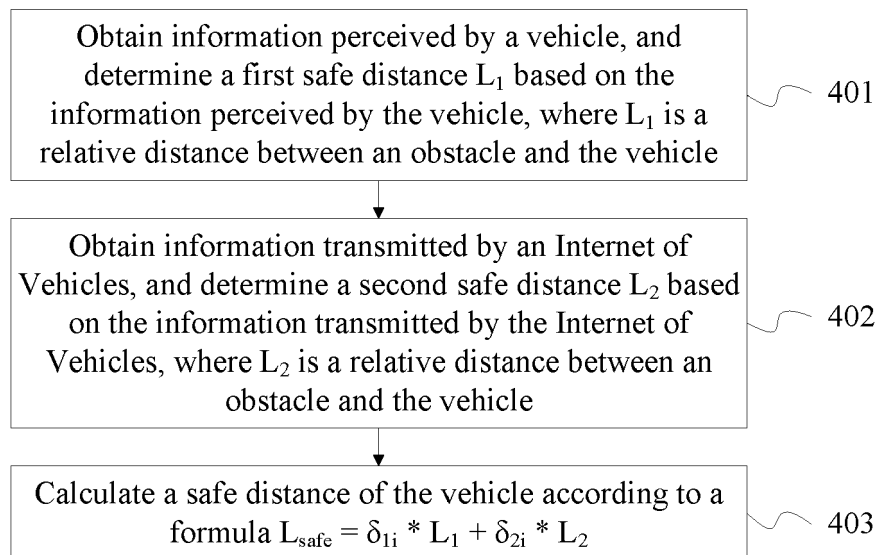 Obtain information perceived by a vehicle, and
determine a first safe distance L₁ based on the
information perceived by the vehicle, where L₁ is a
relative distance between an obstacle and the vehicle
401
Obtain information transmitted by an Internet of
Vehicles, and determine a second safe distance L₂ based
on the information transmitted by the Internet of
Vehicles, where L₂ is a relative distance between an
obstacle and the vehicle
402
Calculate a safe distance of the vehicle according to a
formula Lsafe = δ₁ᵢ * L₁ + δ₂ᵢ * L₂
403